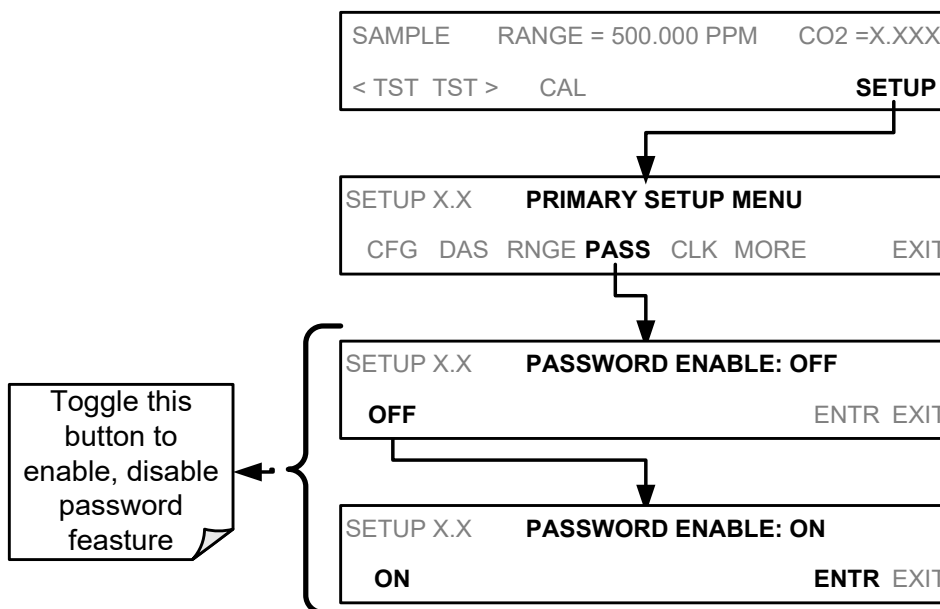 SAMPLE RANGE = 500.000 PPM CO2 =X.XXX
< TST TST > CAL SETUP
SETUP X.X PRIMARY SETUP MENU
CFG DAS RNGE PASS CLK MORE EXIT
SETUP X.X PASSWORD ENABLE: OFF
OFF ENTR EXIT
Toggle this
button to
enable, disable
password
feasture
SETUP X.X PASSWORD ENABLE: ON
ON ENTR EXIT